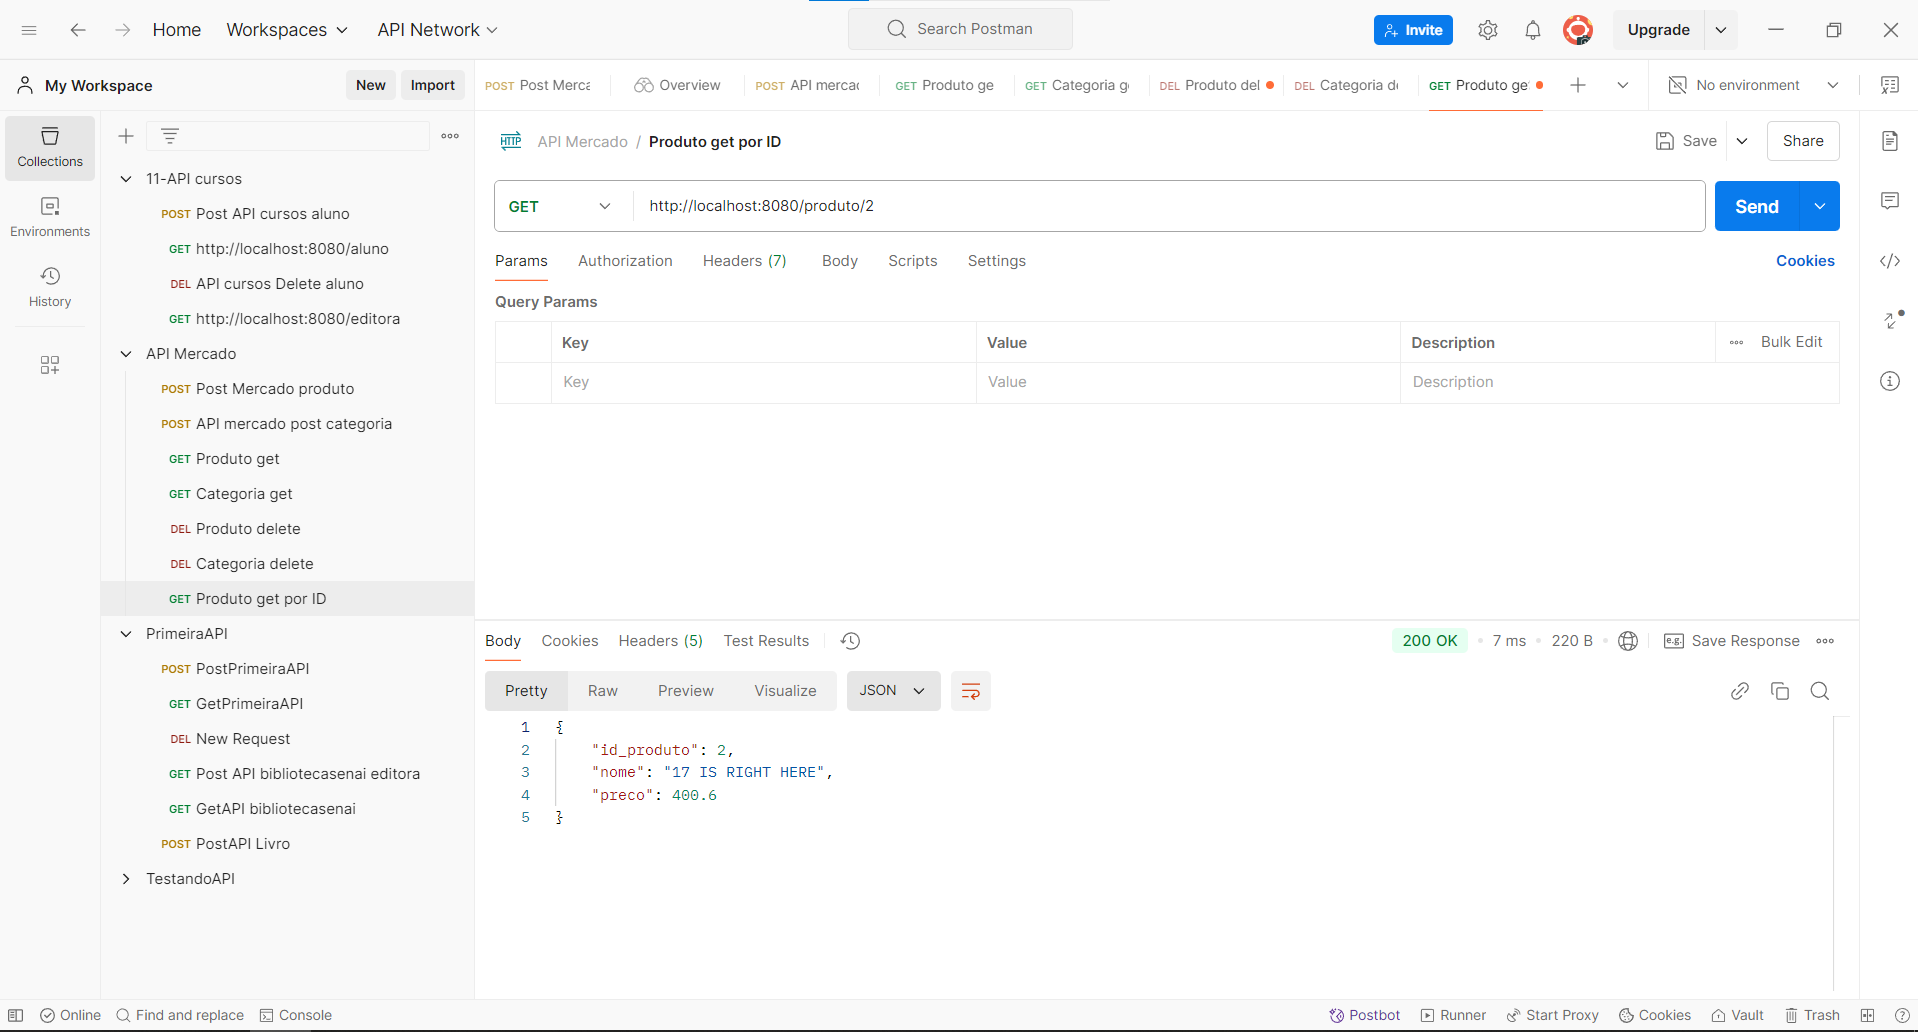 Home Workspaces API Network Search Postman Invite Upgrade
My Workspace New Import
POST Post Merca Overview POST API mercad GET Produto ge GET Categoria g DEL Produto del DEL Categoria de GET Produto ge No environment
Collections
Environments
History
11-API cursos
POST Post API cursos aluno
GET http://localhost:8080/aluno
DEL API cursos Delete aluno
GET http://localhost:8080/editora
API Mercado
POST Post Mercado produto
POST API mercado post categoria
GET Produto get
GET Categoria get
DEL Produto delete
DEL Categoria delete
GET Produto get por ID
PrimeiraAPI
POST PostPrimeiraAPI
GET GetPrimeiraAPI
DEL New Request
GET Post API bibliotecasenai editora
GET GetAPI bibliotecasenai
POST PostAPI Livro
TestandoAPI
HTTP API Mercado / Produto get por ID Save Share
GET http://localhost:8080/produto/2 Send
Params Authorization Headers (7) Body Scripts Settings Cookies
Query Params
Key Value Description Bulk Edit
Key Value Description
Body Cookies Headers (5) Test Results 200 OK 7 ms 220 B e.g. Save Response
Pretty Raw Preview Visualize JSON
1 {
2 "id_produto": 2,
3 "nome": "17 IS RIGHT HERE",
4 "preco": 400.6
5 }
Online Find and replace Console Postbot Runner Start Proxy Cookies Vault Trash